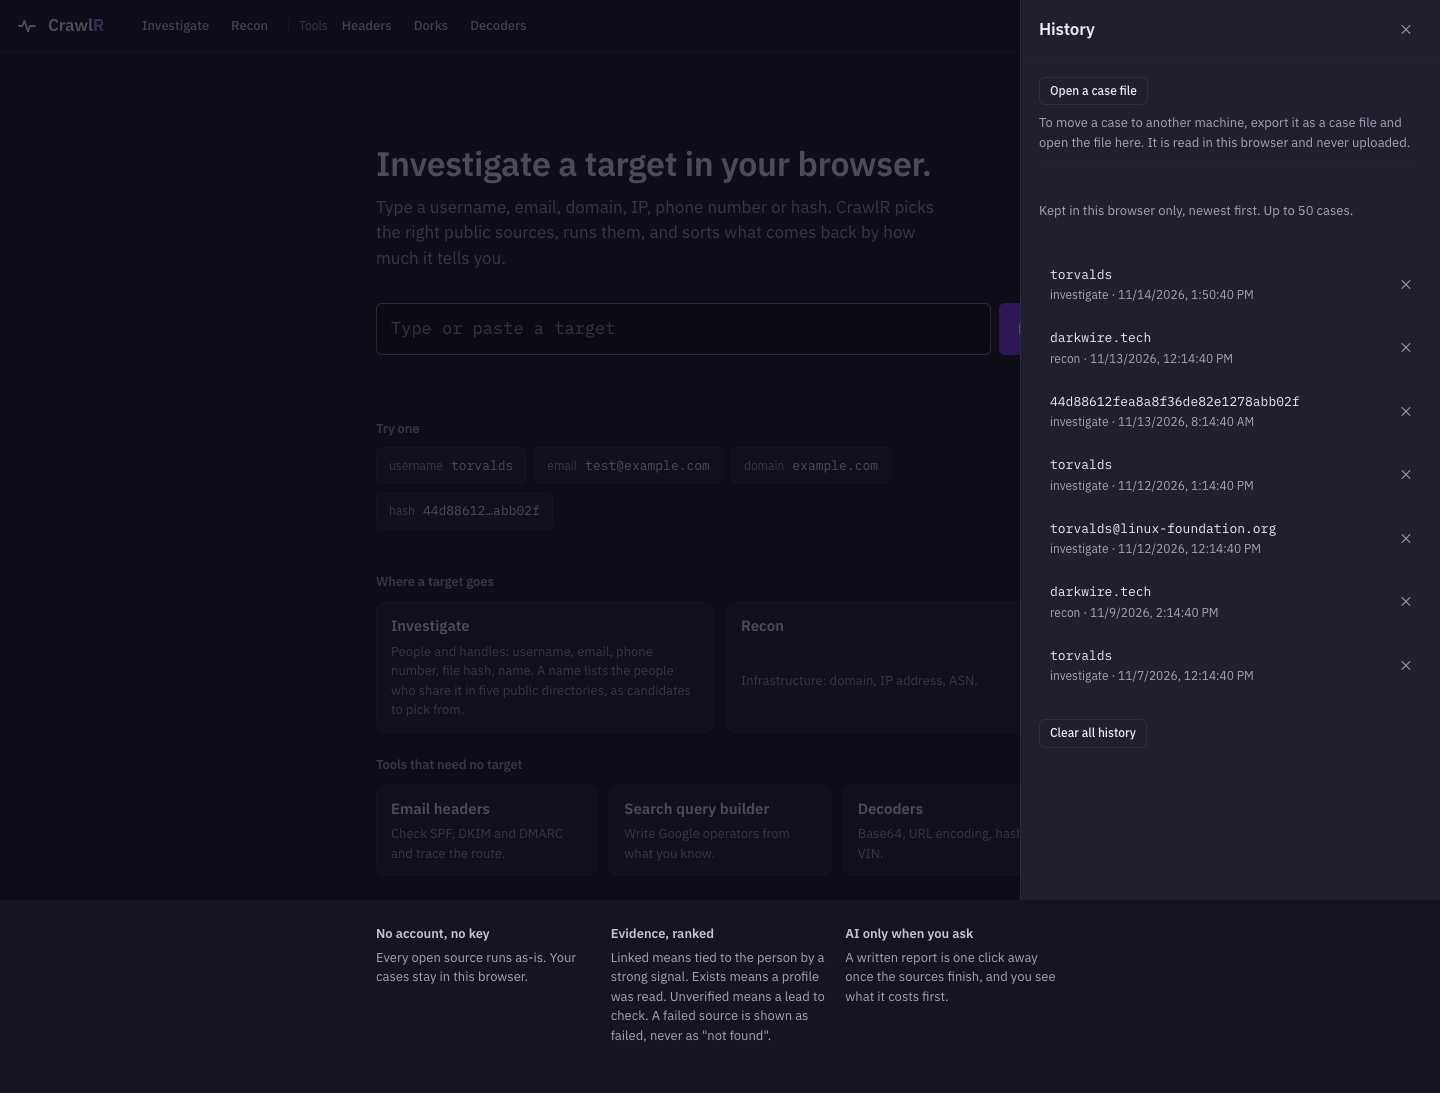 CrawlR
Investigate
Recon
Tools
Headers
Dorks
Decoders
Investigate a target in your browser.
Type a username, email, domain, IP, phone number or hash. CrawlR picks
the right public sources, runs them, and sorts what comes back by how
much it tells you.
Type or paste a target
Try one
username torvalds
email test@example.com
domain example.com
hash 44d88612…abb02f
Where a target goes
Investigate
People and handles: username, email, phone
number, file hash, name. A name lists the people
who share it in five public directories, as candidates
to pick from.
Recon
Infrastructure: domain, IP address, ASN.
Tools that need no target
Email headers
Check SPF, DKIM and DMARC
and trace the route.
Search query builder
Write Google operators from
what you know.
Decoders
Base64, URL encoding, hash
VIN.
No account, no key
Every open source runs as-is. Your
cases stay in this browser.
Evidence, ranked
Linked means tied to the person by a
strong signal. Exists means a profile
was read. Unverified means a lead to
check. A failed source is shown as
failed, never as "not found".
AI only when you ask
A written report is one click away
once the sources finish, and you see
what it costs first.
History
Open a case file
To move a case to another machine, export it as a case file and
open the file here. It is read in this browser and never uploaded.
Kept in this browser only, newest first. Up to 50 cases.
torvalds
investigate · 11/14/2026, 1:50:40 PM
darkwire.tech
recon · 11/13/2026, 12:14:40 PM
44d88612fea8a8f36de82e1278abb02f
investigate · 11/13/2026, 8:14:40 AM
torvalds
investigate · 11/12/2026, 1:14:40 PM
torvalds@linux-foundation.org
investigate · 11/12/2026, 12:14:40 PM
darkwire.tech
recon · 11/9/2026, 2:14:40 PM
torvalds
investigate · 11/7/2026, 12:14:40 PM
Clear all history